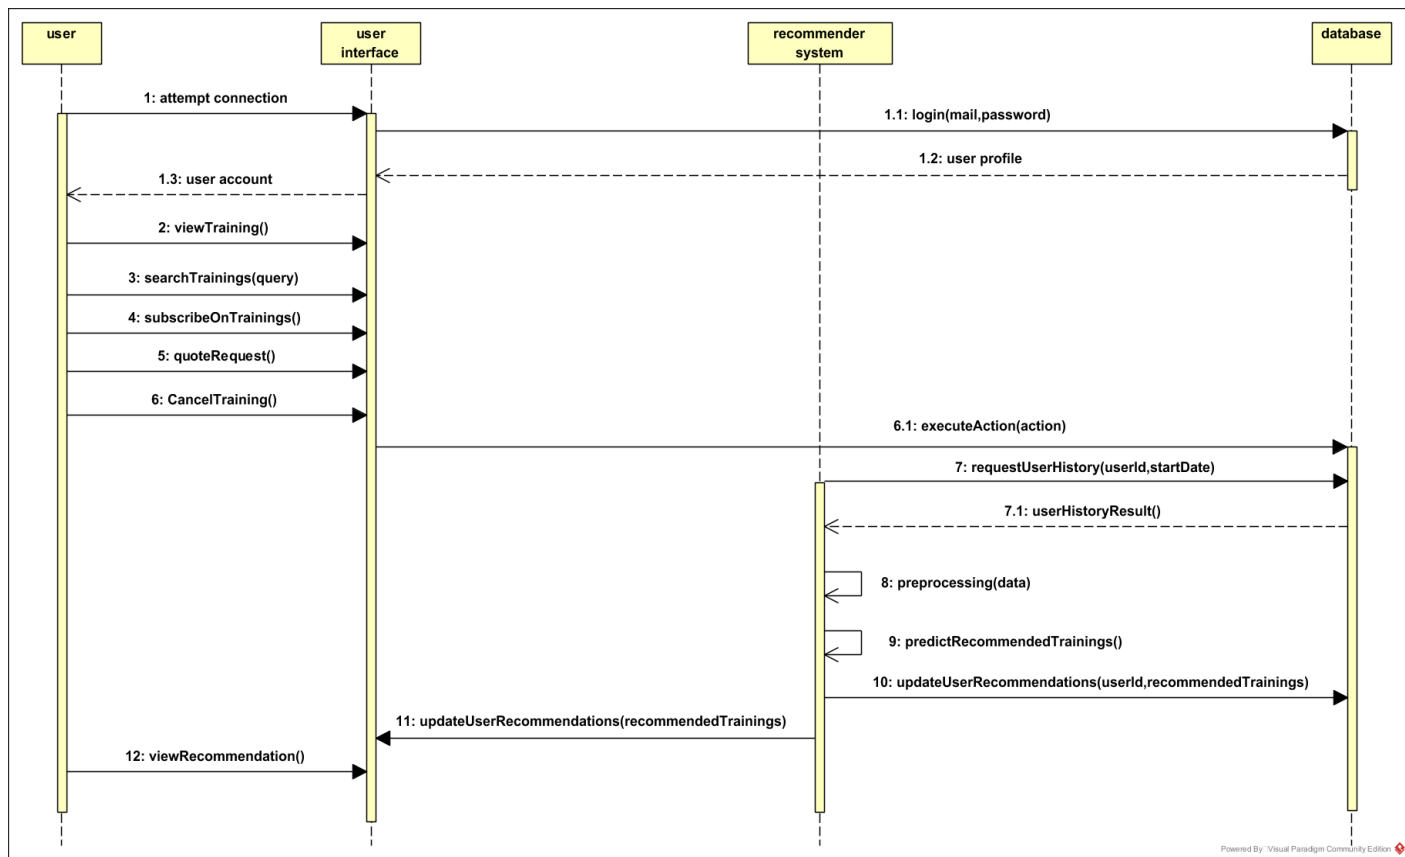 user
user
interface
recommender
system
database
1: attempt connection
1.1: login(mail,password)
1.2: user profile
1.3: user account
2: viewTraining()
3: searchTrainings(query)
4: subscribeOnTrainings()
5: quoteRequest()
6: CancelTraining()
6.1: executeAction(action)
7: requestUserHistory(userId,startDate)
7.1: userHistoryResult()
8: preprocessing(data)
9: predictRecommendedTrainings()
10: updateUserRecommendations(userId,recommendedTrainings)
11: updateUserRecommendations(recommendedTrainings)
12: viewRecommendation()
Powered By Visual Paradigm Community Edition